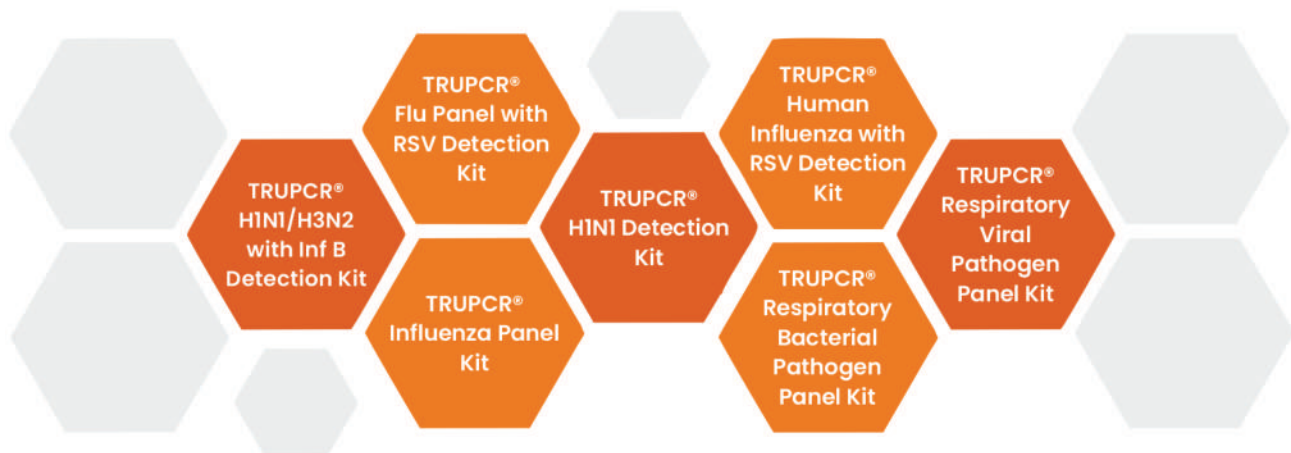 TRUPCR®
H1N1/H3N2
with Inf B
Detection Kit
TRUPCR®
Flu Panel with
RSV Detection
Kit
TRUPCR®
Influenza Panel
Kit
TRUPCR®
H1N1 Detection
Kit
TRUPCR®
Human
Influenza with
RSV Detection
Kit
TRUPCR®
Respiratory
Bacterial
Pathogen
Panel Kit
TRUPCR®
Respiratory
Viral
Pathogen
Panel Kit